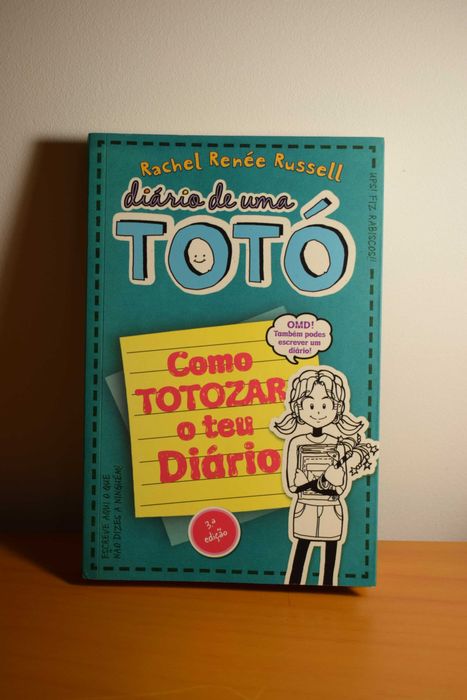 Rachel Renée Russell
diário de uma
TOTÓ
UPS! FIZ RABISCOS!!
OMD!
Também podes
escrever um
diário!
Como
TOTOZAR
o teu
Diário
3.ª
edição
ESCREVE AQUI O QUE
NÃO DIZES A NINGUÉM!